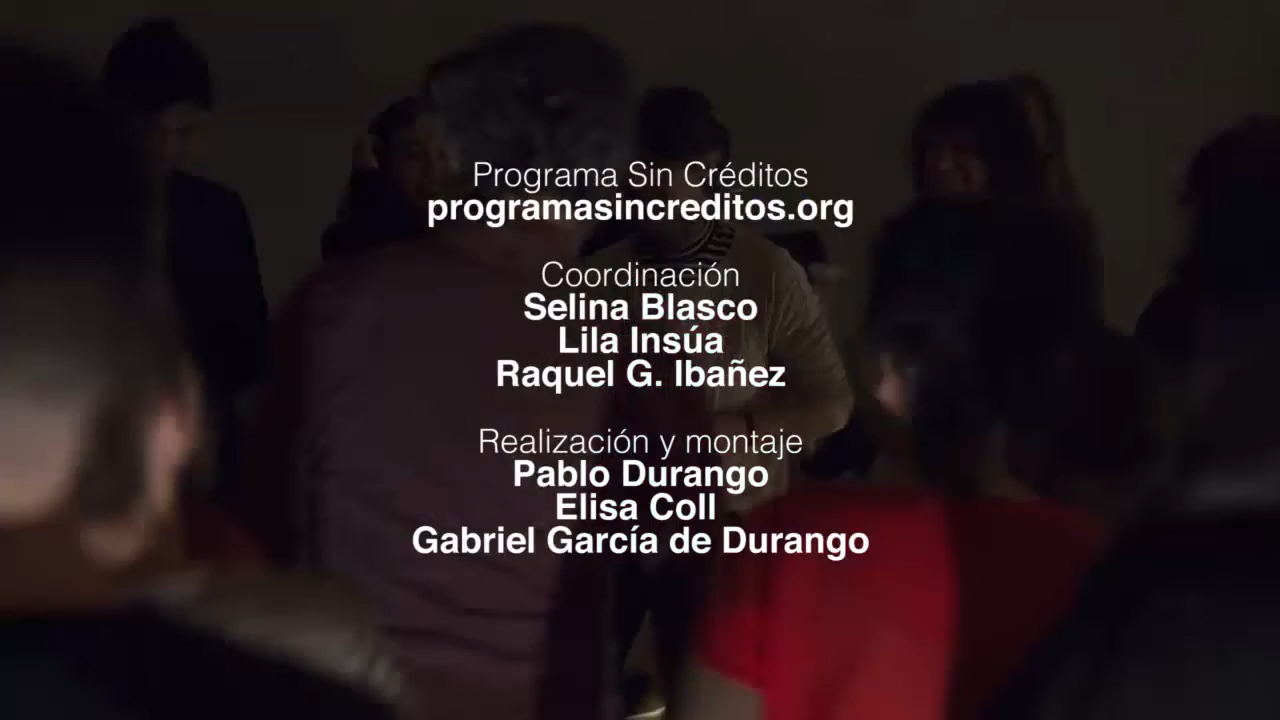 Programa Sin Créditos
programasincreditos.org
Coordinación
Selina Blasco
Lila Insúa
Raquel G. Ibañez
Realización y montaje
Pablo Durango
Elisa Coll
Gabriel García de Durango